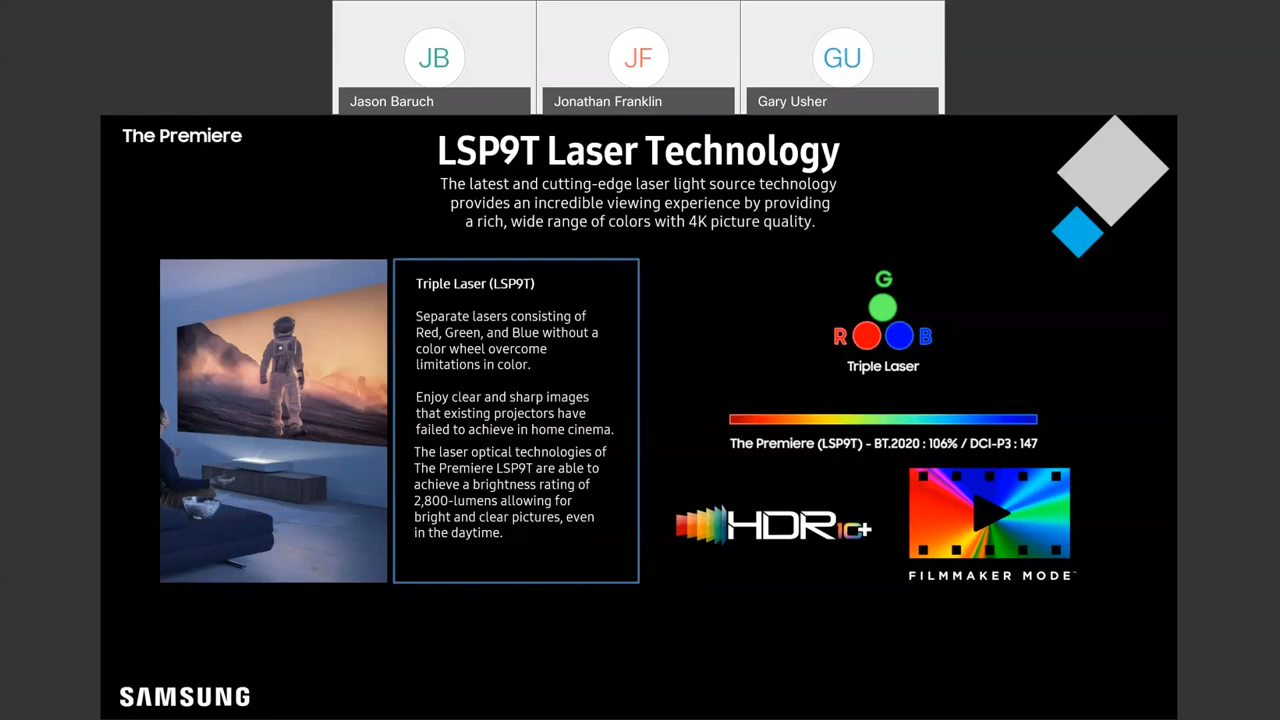 JB
JF
GU
Jason Baruch
Jonathan Franklin
Gary Usher
The Premiere
LSP9T Laser Technology
The latest and cutting-edge laser light source technology
provides an incredible viewing experience by providing
a rich, wide range of colors with 4K picture quality.
Triple Laser (LSP9T)
Separate lasers consisting of
Red, Green, and Blue without a
color wheel overcome
limitations in color.
Enjoy clear and sharp images
that existing projectors have
failed to achieve in home cinema.
The laser optical technologies of
The Premiere LSP9T are able to
achieve a brightness rating of
2,800-lumens allowing for
bright and clear pictures, even
in the daytime.
G
R B
Triple Laser
The Premiere (LSP9T) - BT.2020 : 106% / DCI-P3 : 147
HDR10+
FILMMAKER MODE™
SAMSUNG